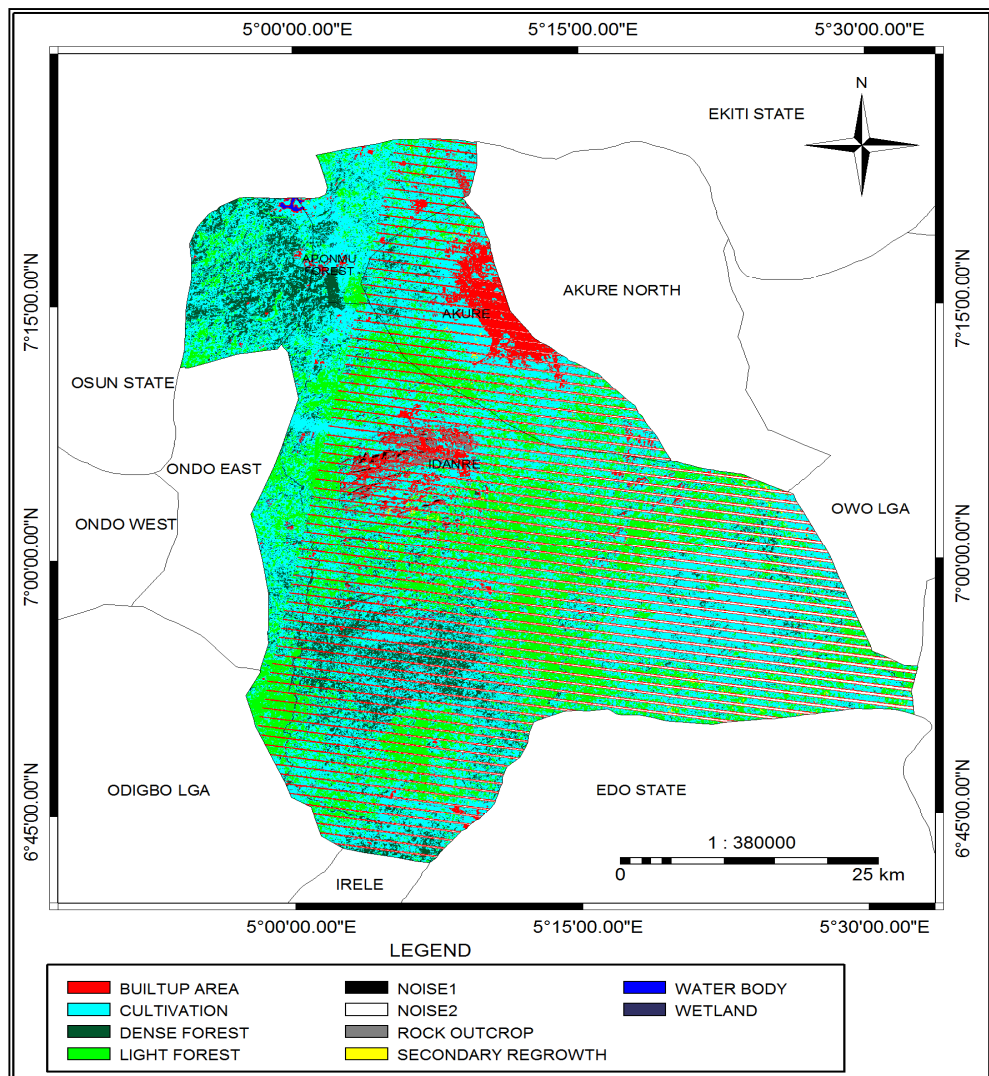 5°00'00.00"E 5°15'00.00"E 5°30'00.00"E
N
EKITI STATE
APONMU
FOREST
7°15'00.00"N
7°15'00.00"N
AKURE NORTH
AKURE
OSUN STATE
ONDO EAST
IDANRE
ONDO WEST
OWO LGA
7°00'00.00"N
7°00'00.00"N
ODIGBO LGA
EDO STATE
6°45'00.00"N
6°45'00.00"N
1 : 380000
0 25 km
IRELE
5°00'00.00"E 5°15'00.00"E 5°30'00.00"E
LEGEND
BUILTUP AREA
CULTIVATION
DENSE FOREST
LIGHT FOREST
NOISE1
NOISE2
ROCK OUTCROP
SECONDARY REGROWTH
WATER BODY
WETLAND